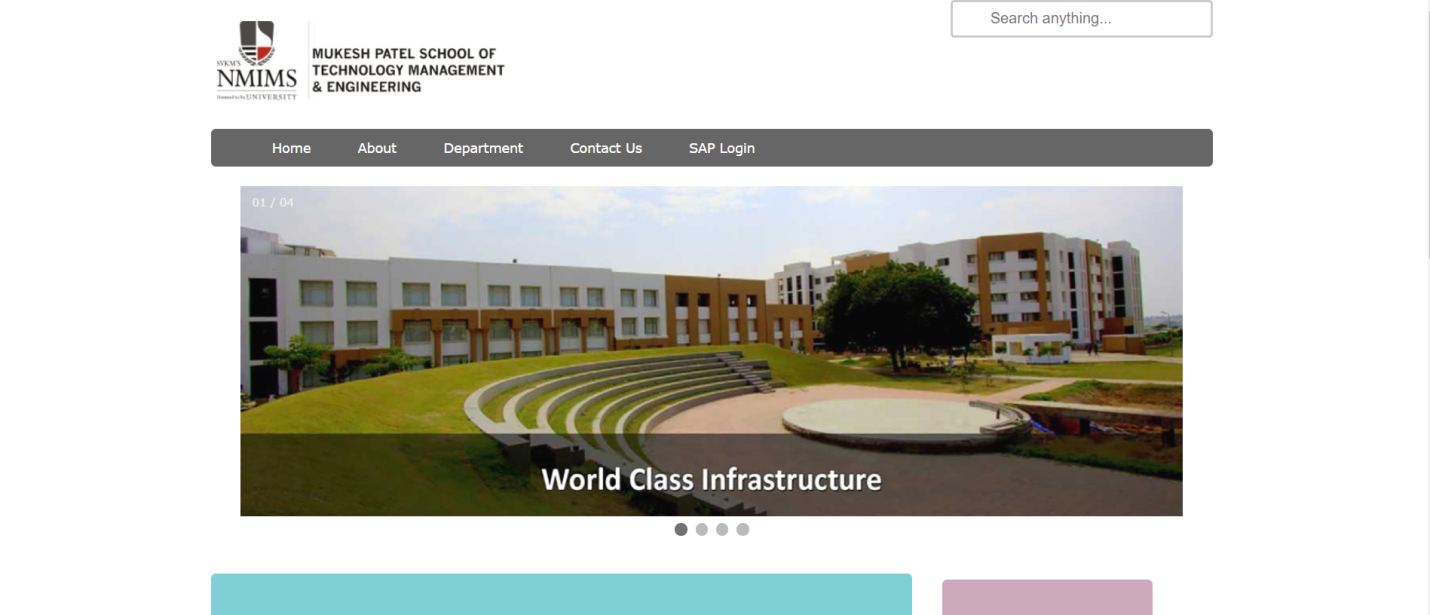 Search anything...
SVKM'S
NMIMS
Deemed to be UNIVERSITY
MUKESH PATEL SCHOOL OF
TECHNOLOGY MANAGEMENT
& ENGINEERING
Home About Department Contact Us SAP Login
01 / 04
World Class Infrastructure